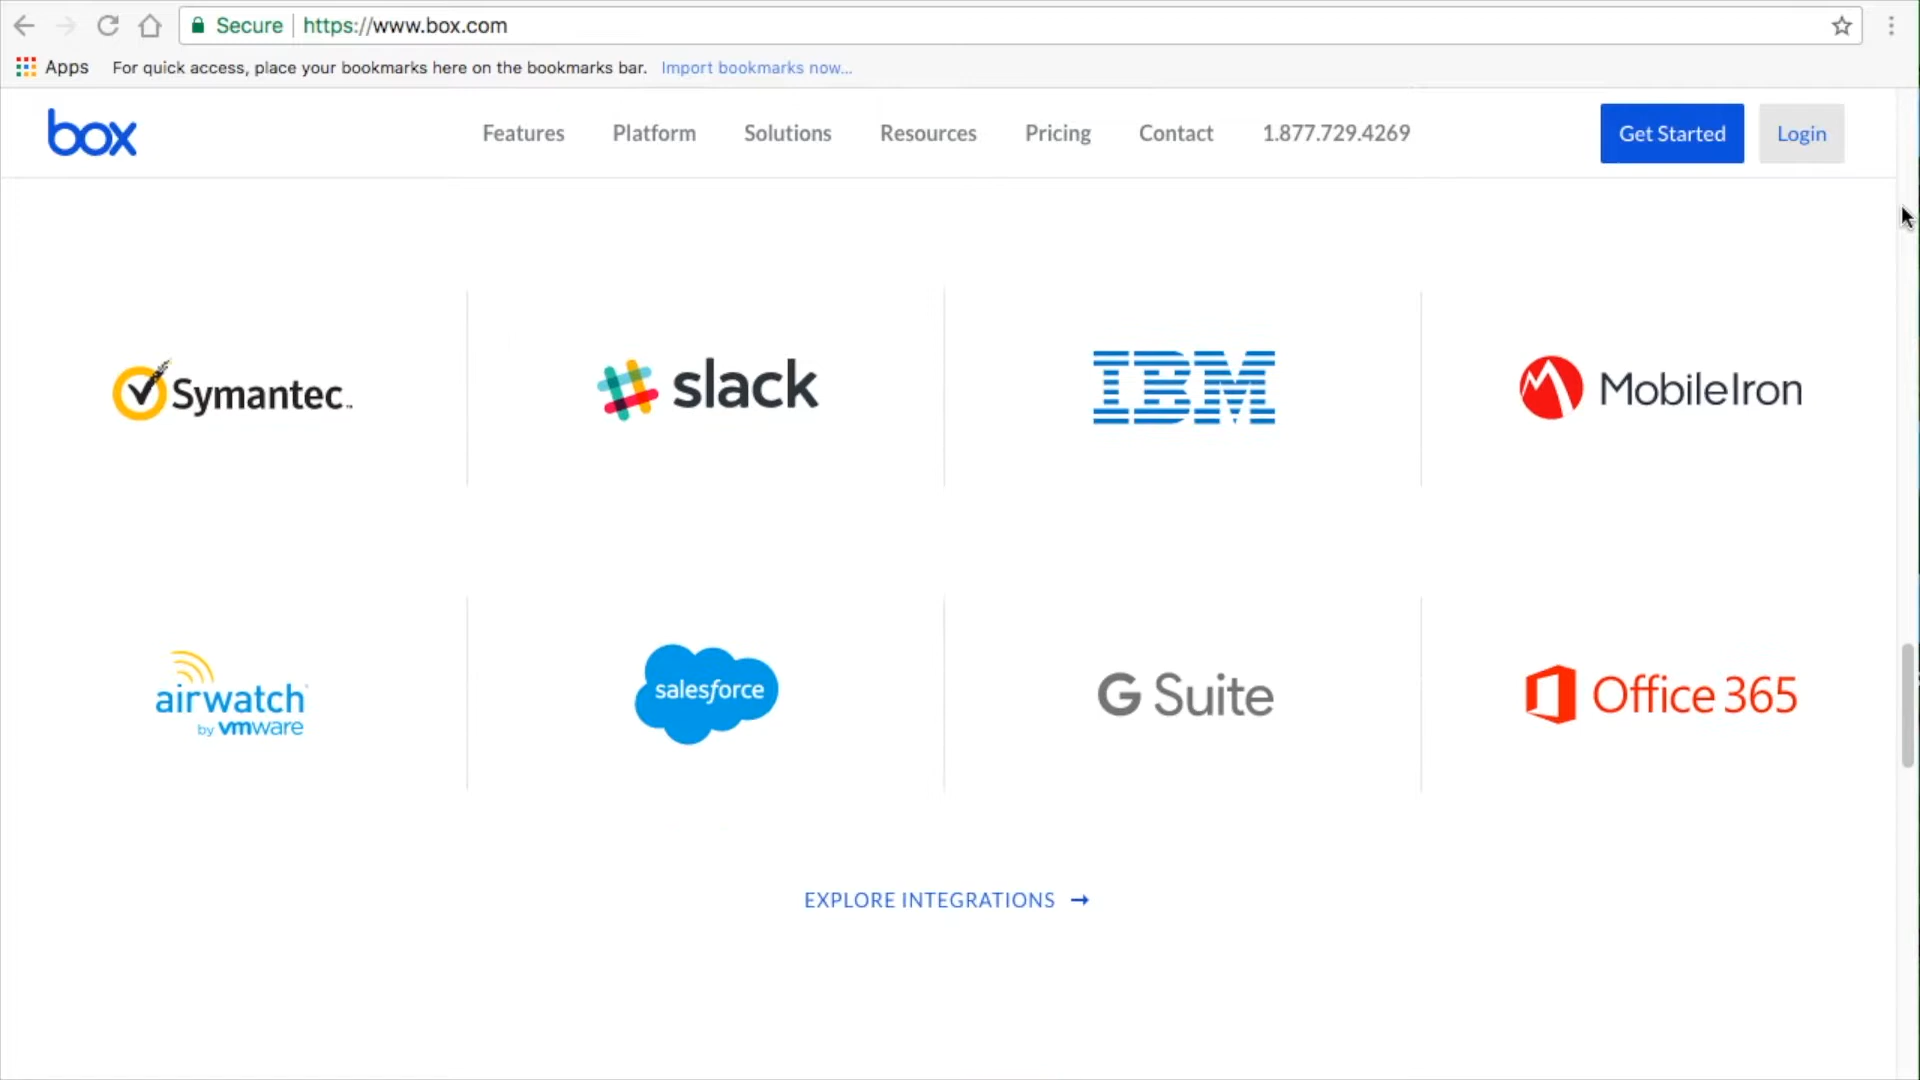 Secure https://www.box.com
Apps For quick access, place your bookmarks here on the bookmarks bar. Import bookmarks now...
box Features Platform Solutions Resources Pricing Contact 1.877.729.4269 Get Started Login
Symantec™ slack IBM MobileIron
airwatch
by vmware
salesforce G Suite Office 365
EXPLORE INTEGRATIONS →